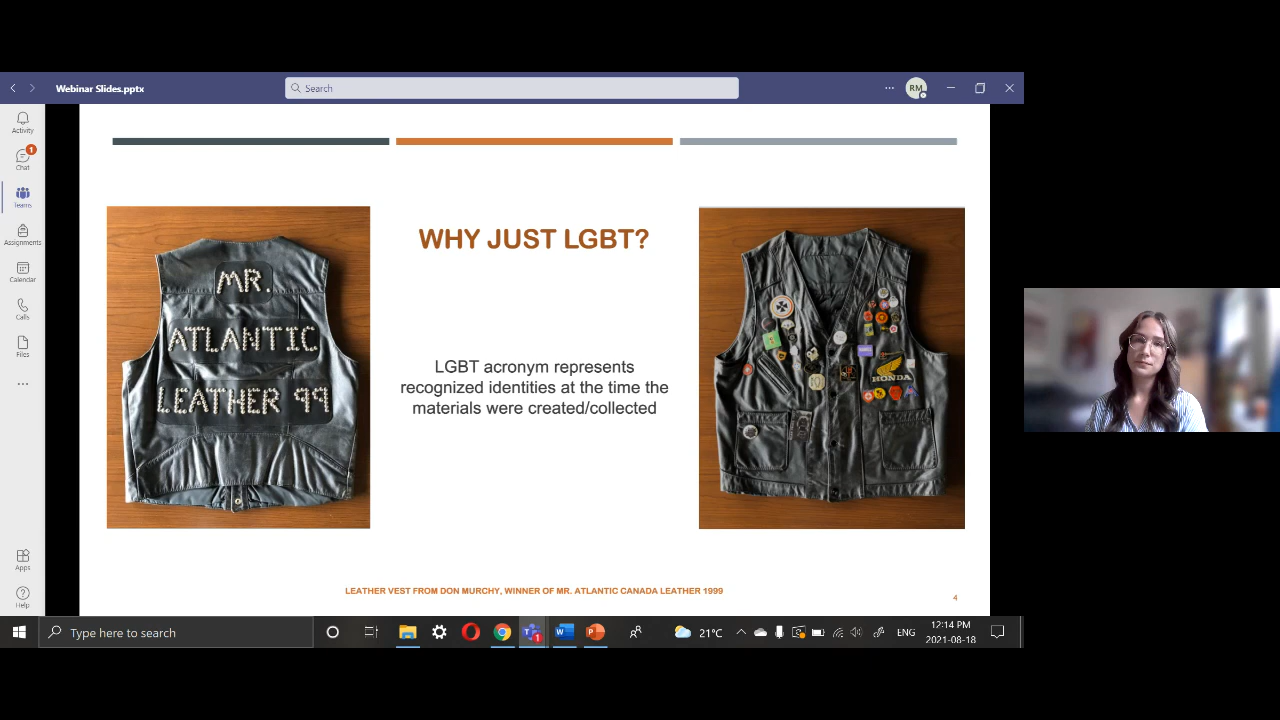 Webinar Slides.pptx
Search
RM
Activity
1
Chat
Teams
Assignments
Calendar
Calls
Files
Apps
Help
WHY JUST LGBT?
LGBT acronym represents
recognized identities at the time the
materials were created/collected
MR.
ATLANTIC
LEATHER 99
HONDA
LEATHER VEST FROM DON MURCHY, WINNER OF MR. ATLANTIC CANADA LEATHER 1999
4
Type here to search
1
21°C
ENG
12:14 PM
2021-08-18